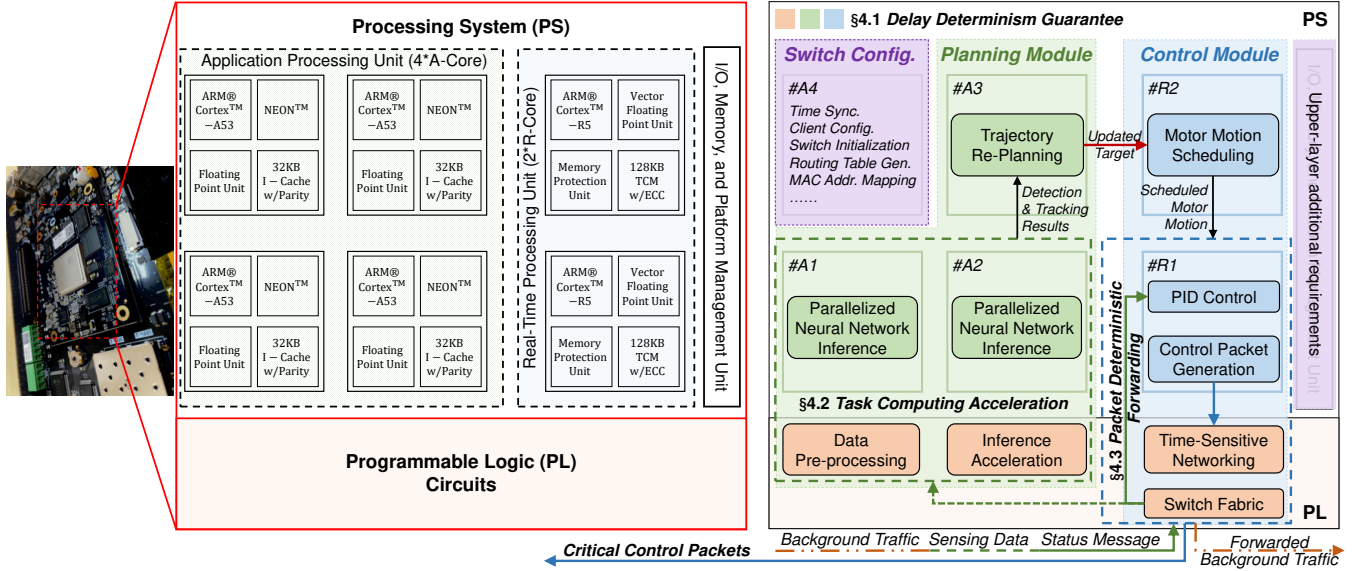 Processing System (PS)
Application Processing Unit (4*A-Core)
ARM®
Cortex™
−A53
NEON™
Floating
Point Unit
32KB
I − Cache
w/Parity
ARM®
Cortex™
−A53
NEON™
Floating
Point Unit
32KB
I − Cache
w/Parity
ARM®
Cortex™
−A53
NEON™
Floating
Point Unit
32KB
I − Cache
w/Parity
ARM®
Cortex™
−A53
NEON™
Floating
Point Unit
32KB
I − Cache
w/Parity
Real-Time Processing Unit (2*R-Core)
ARM®
Cortex™
−R5
Vector
Floating
Point Unit
Memory
Protection
Unit
128KB
TCM
w/ECC
ARM®
Cortex™
−R5
Vector
Floating
Point Unit
Memory
Protection
Unit
128KB
TCM
w/ECC
I/O, Memory, and Platform Management Unit
Programmable Logic (PL)
Circuits
§4.1 Delay Determinism Guarantee
PS
Switch Config.
#A4
Time Sync.
Client Config.
Switch Initialization
Routing Table Gen.
MAC Addr. Mapping
......
Planning Module
#A3
Trajectory
Re-Planning
Updated
Target
Detection
& Tracking
Results
Control Module
#R2
Motor Motion
Scheduling
Scheduled
Motor
Motion
I/O, Upper-layer additional requirements Unit
#A1
Parallelized
Neural Network
Inference
#A2
Parallelized
Neural Network
Inference
§4.2 Task Computing Acceleration
Data
Pre-processing
Inference
Acceleration
§4.3 Packet Deterministic
Forwarding
#R1
PID Control
Control Packet
Generation
Time-Sensitive
Networking
Switch Fabric
PL
Critical Control Packets
Background Traffic
Sensing Data
Status Message
Forwarded
Background Traffic